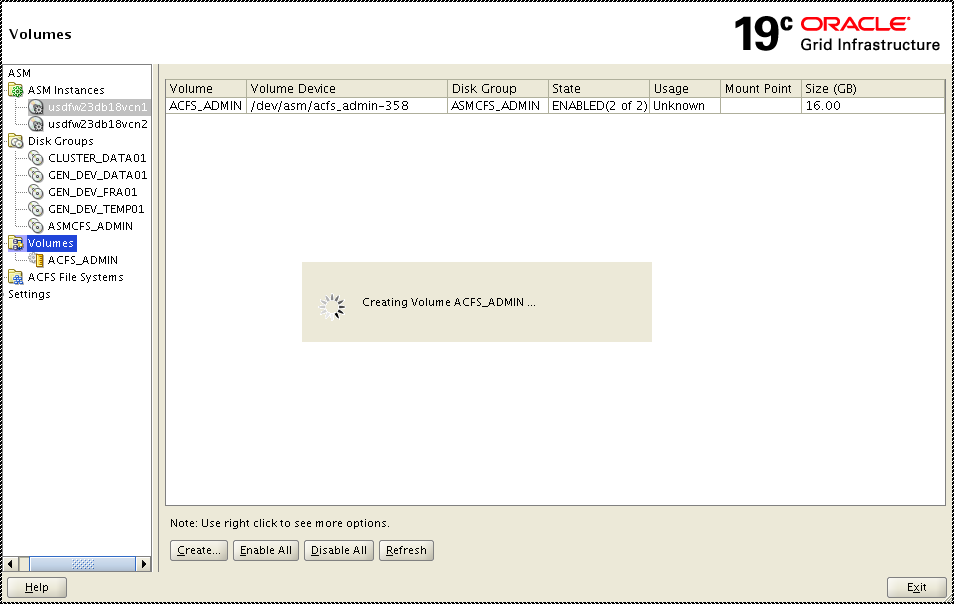 Volumes
19c ORACLE®
Grid Infrastructure
ASM
ASM Instances
usdfw23db18vcn1
usdfw23db18vcn2
Disk Groups
CLUSTER_DATA01
GEN_DEV_DATA01
GEN_DEV_FRA01
GEN_DEV_TEMP01
ASMCFS_ADMIN
Volumes
ACFS_ADMIN
ACFS File Systems
Settings
Volume Volume Device Disk Group State Usage Mount Point Size (GB)
ACFS_ADMIN /dev/asm/acfs_admin-358 ASMCFS_ADMIN ENABLED(2 of 2) Unknown 16.00
Creating Volume ACFS_ADMIN ...
Note: Use right click to see more options.
Create... Enable All Disable All Refresh
Help Exit